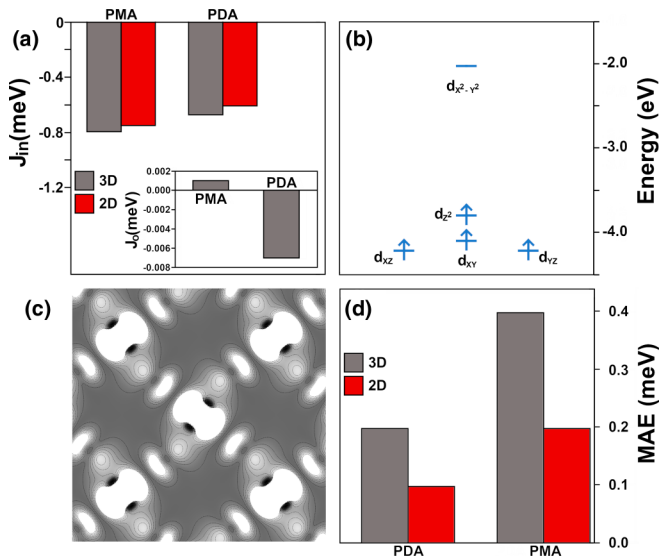 (a)
PMA
PDA
0
-0.4
-0.8
-1.2
J_in(meV)
3D
2D
0.002
0.000
-0.002
-0.004
-0.006
-0.008
J_o(meV)
PMA
PDA
(b)
d_X²-Y²
d_Z²
d_XZ
d_XY
d_YZ
-2.0
-3.0
-4.0
Energy (eV)
(c)
(d)
3D
2D
0.4
0.3
0.2
0.1
0.0
MAE (meV)
PDA
PMA